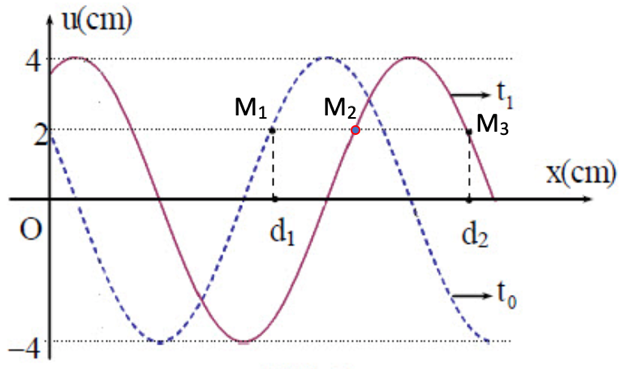 u(cm)
4
t₁
M₁
M₂
M₃
2
x(cm)
O
d₁
d₂
t₀
−4